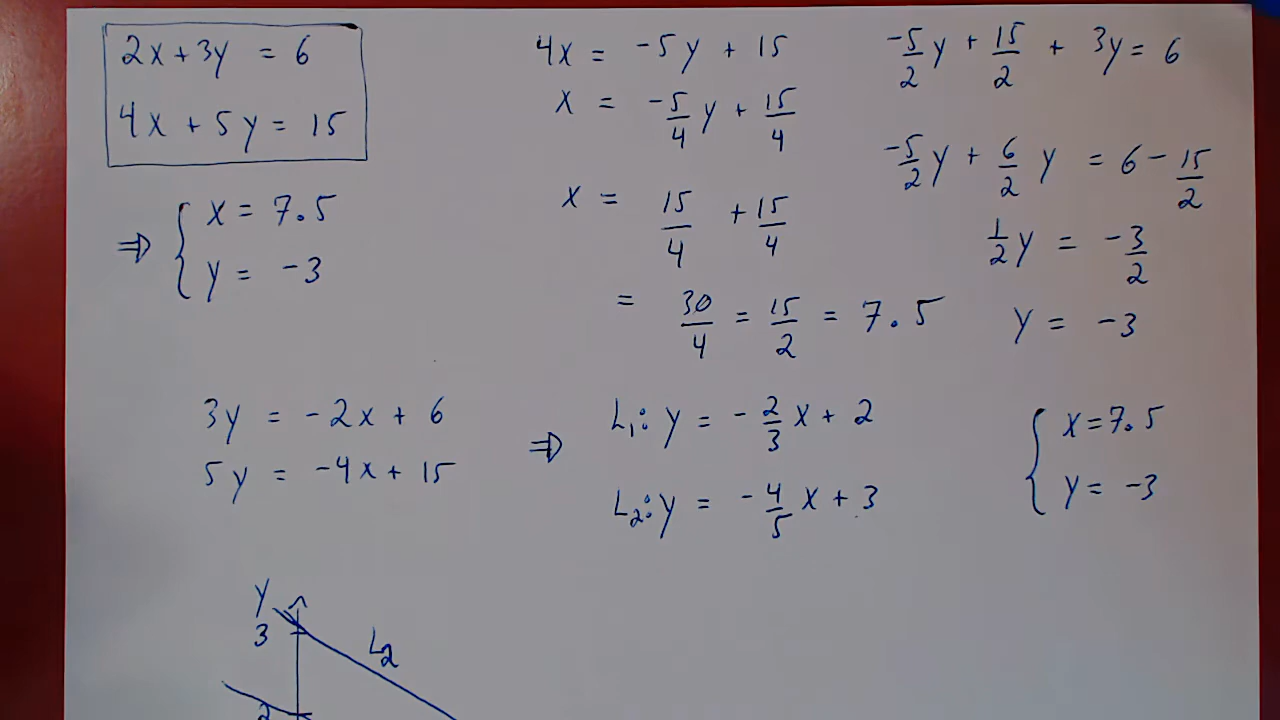 2x + 3y = 6
4x + 5y = 15
⇒ { x = 7.5
y = -3
4x = -5y + 15
x = -5/4 y + 15/4
x = 15/4 + 15/4
= 30/4 = 15/2 = 7.5
-5/2 y + 15/2 + 3y = 6
-5/2 y + 6/2 y = 6 - 15/2
1/2 y = -3/2
y = -3
3y = -2x + 6
5y = -4x + 15
⇒ L₁: y = -2/3 x + 2
L₂: y = -4/5 x + 3
{ x = 7.5
y = -3
y
3
L₂
2